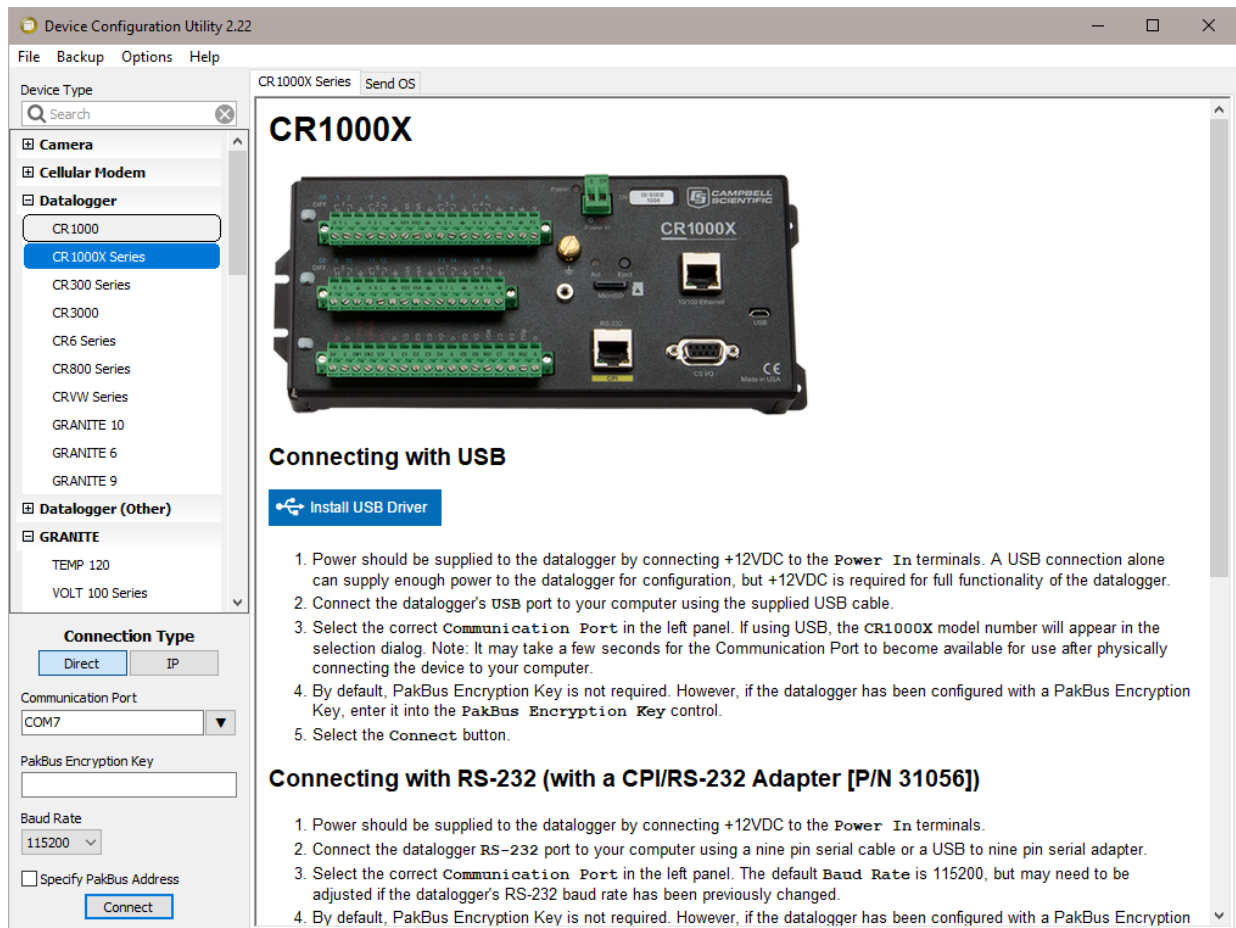 Device Configuration Utility 2.22
File Backup Options Help
Device Type
Search
Camera
Cellular Modem
Datalogger
CR1000
CR1000X Series
CR300 Series
CR3000
CR6 Series
CR800 Series
CRVW Series
GRANITE 10
GRANITE 6
GRANITE 9
Datalogger (Other)
GRANITE
TEMP 120
VOLT 100 Series
Connection Type
Direct IP
Communication Port
COM7
PakBus Encryption Key
Baud Rate
115200
Specify PakBus Address
Connect
CR1000X Series Send OS
CR1000X
CAMPBELL
SCIENTIFIC
CR1000X
Power In
Act Eject
MicroSD
10/100 Ethernet
USB
RS-232
CPI
CS I/O
Made in USA
Connecting with USB
Install USB Driver
1. Power should be supplied to the datalogger by connecting +12VDC to the Power In terminals. A USB connection alone
can supply enough power to the datalogger for configuration, but +12VDC is required for full functionality of the datalogger.
2. Connect the datalogger's USB port to your computer using the supplied USB cable.
3. Select the correct Communication Port in the left panel. If using USB, the CR1000X model number will appear in the
selection dialog. Note: It may take a few seconds for the Communication Port to become available for use after physically
connecting the device to your computer.
4. By default, PakBus Encryption Key is not required. However, if the datalogger has been configured with a PakBus Encryption
Key, enter it into the PakBus Encryption Key control.
5. Select the Connect button.
Connecting with RS-232 (with a CPI/RS-232 Adapter [P/N 31056])
1. Power should be supplied to the datalogger by connecting +12VDC to the Power In terminals.
2. Connect the datalogger RS-232 port to your computer using a nine pin serial cable or a USB to nine pin serial adapter.
3. Select the correct Communication Port in the left panel. The default Baud Rate is 115200, but may need to be
adjusted if the datalogger's RS-232 baud rate has been previously changed.
4. By default, PakBus Encryption Key is not required. However, if the datalogger has been configured with a PakBus Encryption